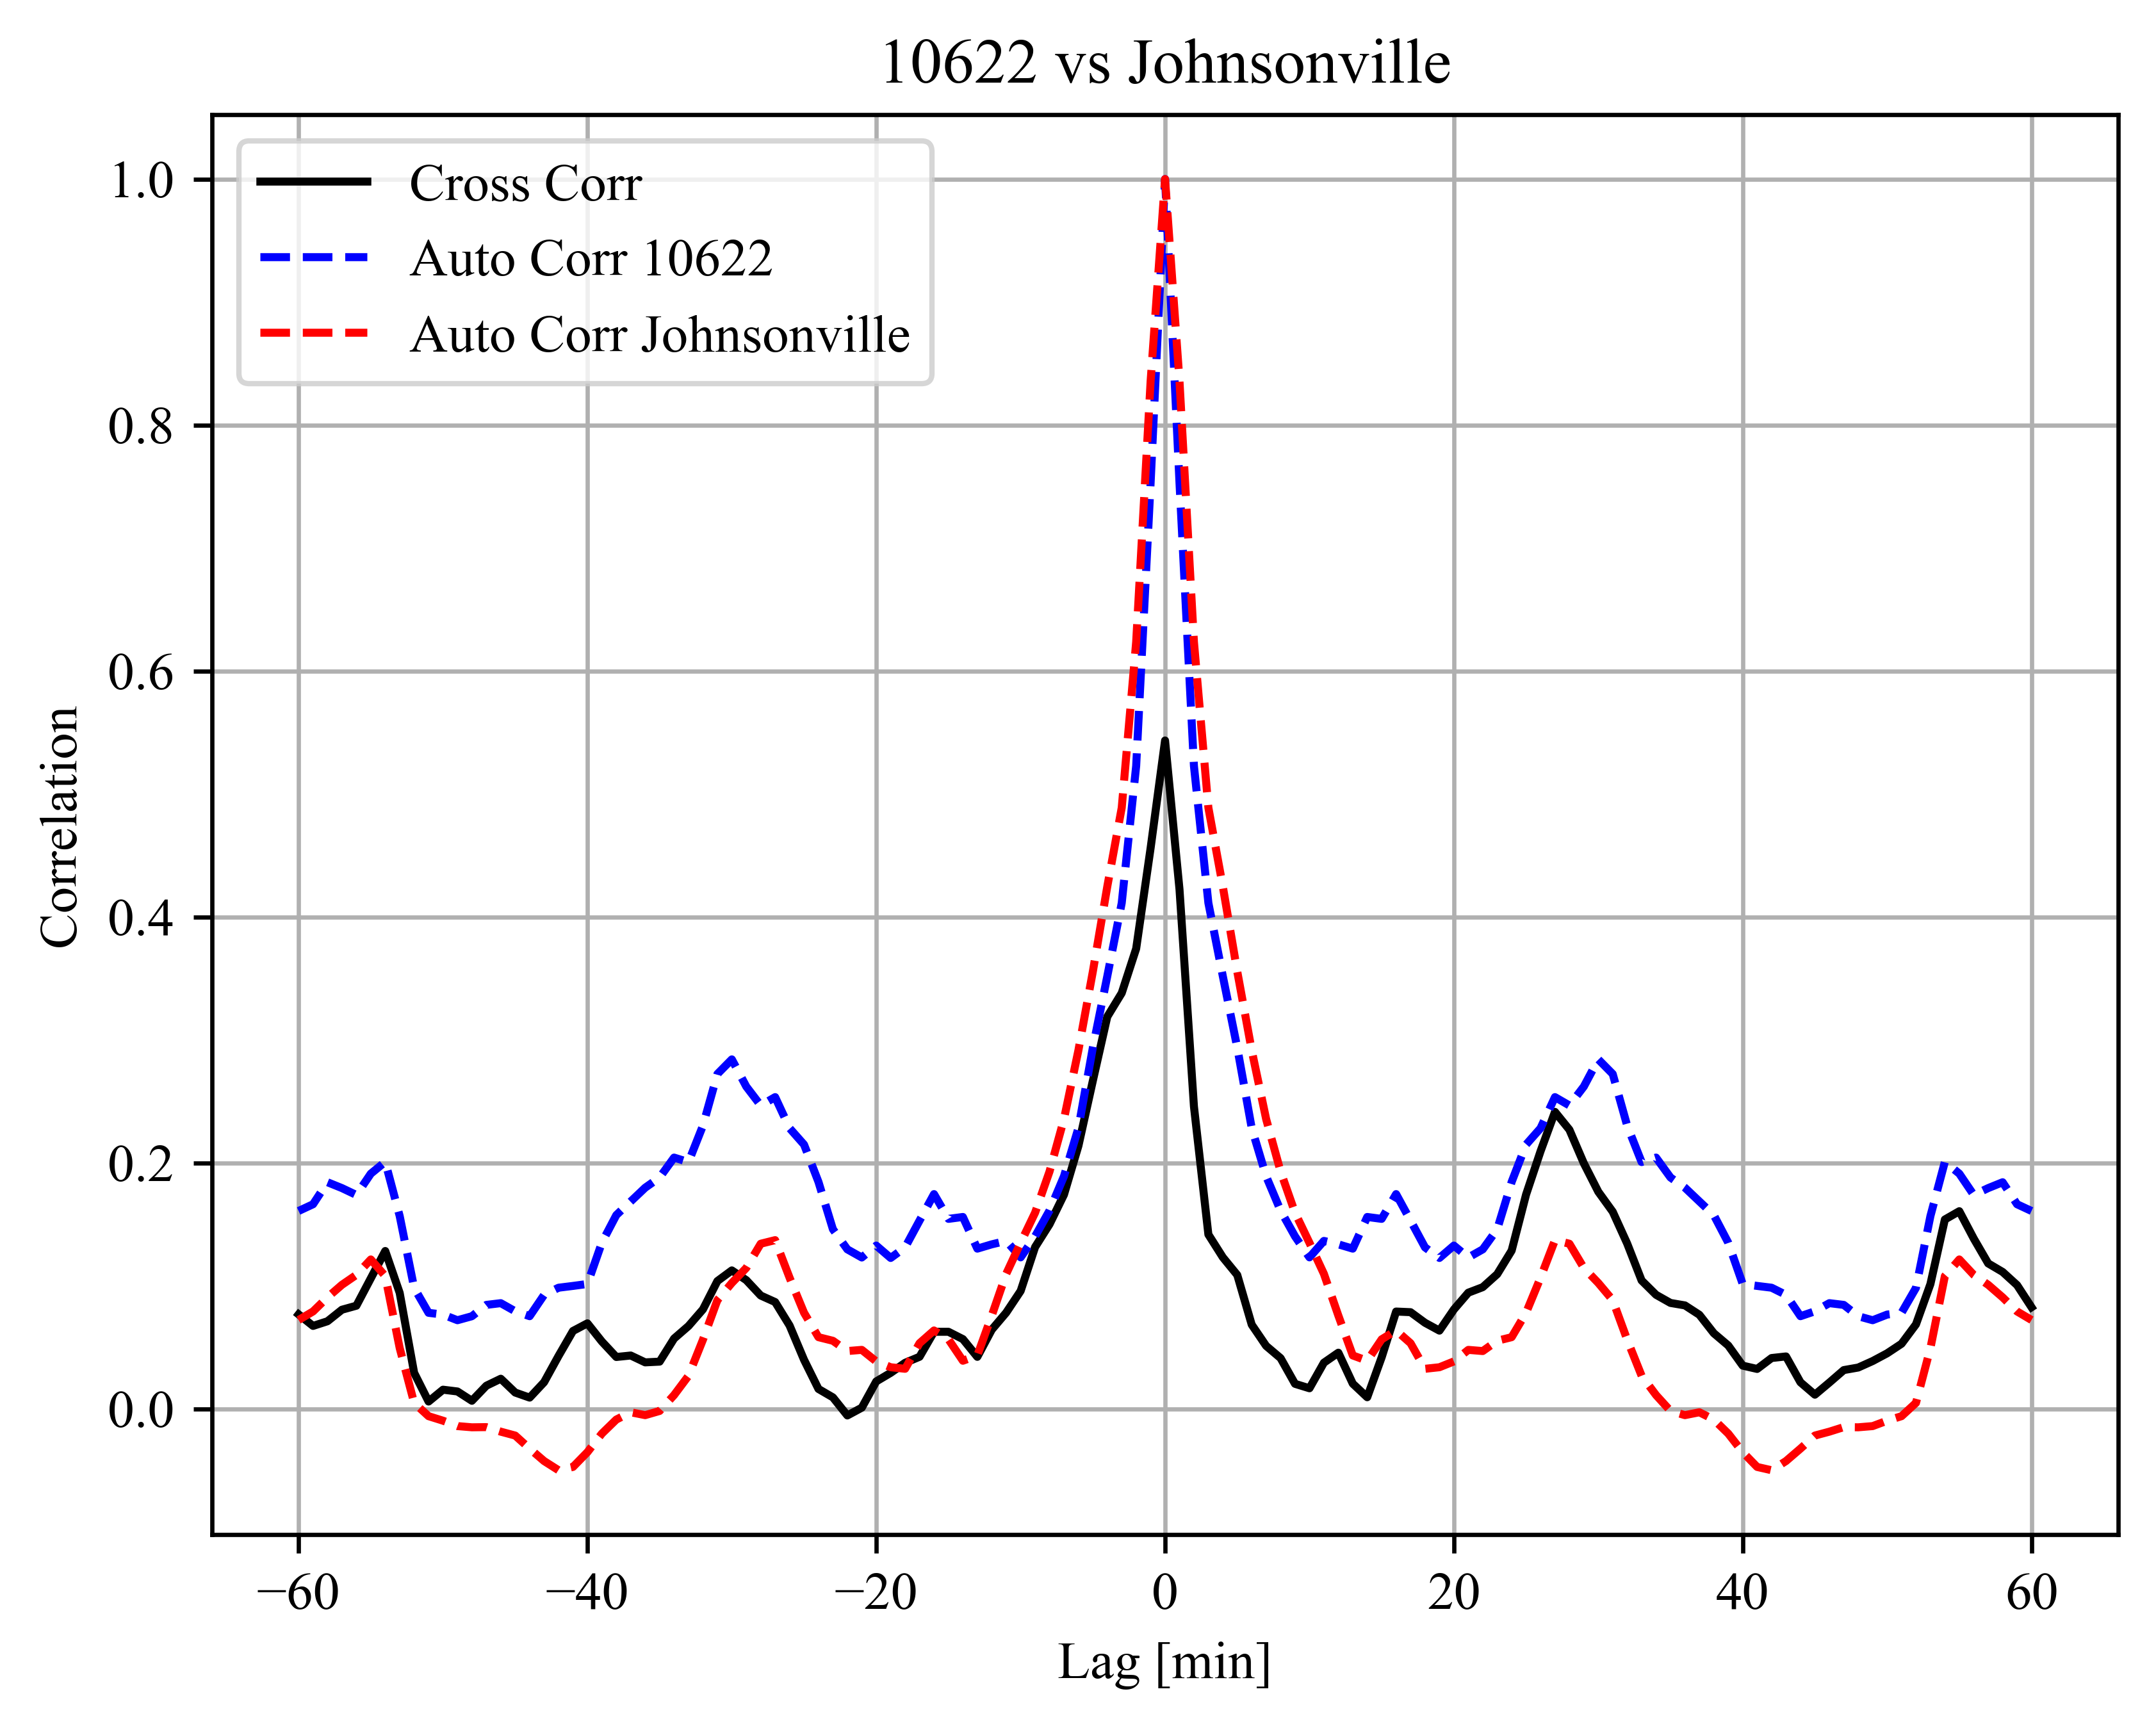 10622 vs Johnsonville
Cross Corr
Auto Corr 10622
Auto Corr Johnsonville
1.0
0.8
0.6
0.4
0.2
0.0
Correlation
−60 −40 −20 0 20 40 60
Lag [min]